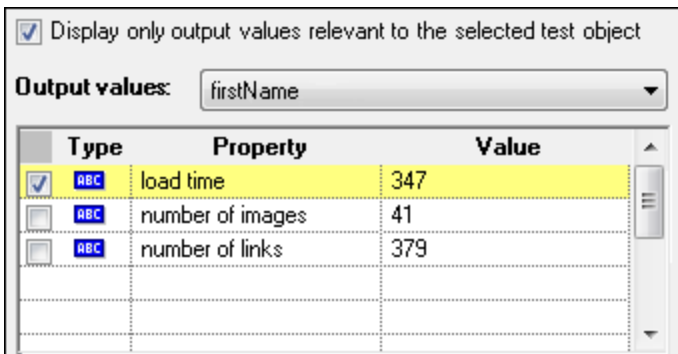 Display only output values relevant to the selected test object
Output values: firstName
Type Property Value
ABC load time 347
ABC number of images 41
ABC number of links 379